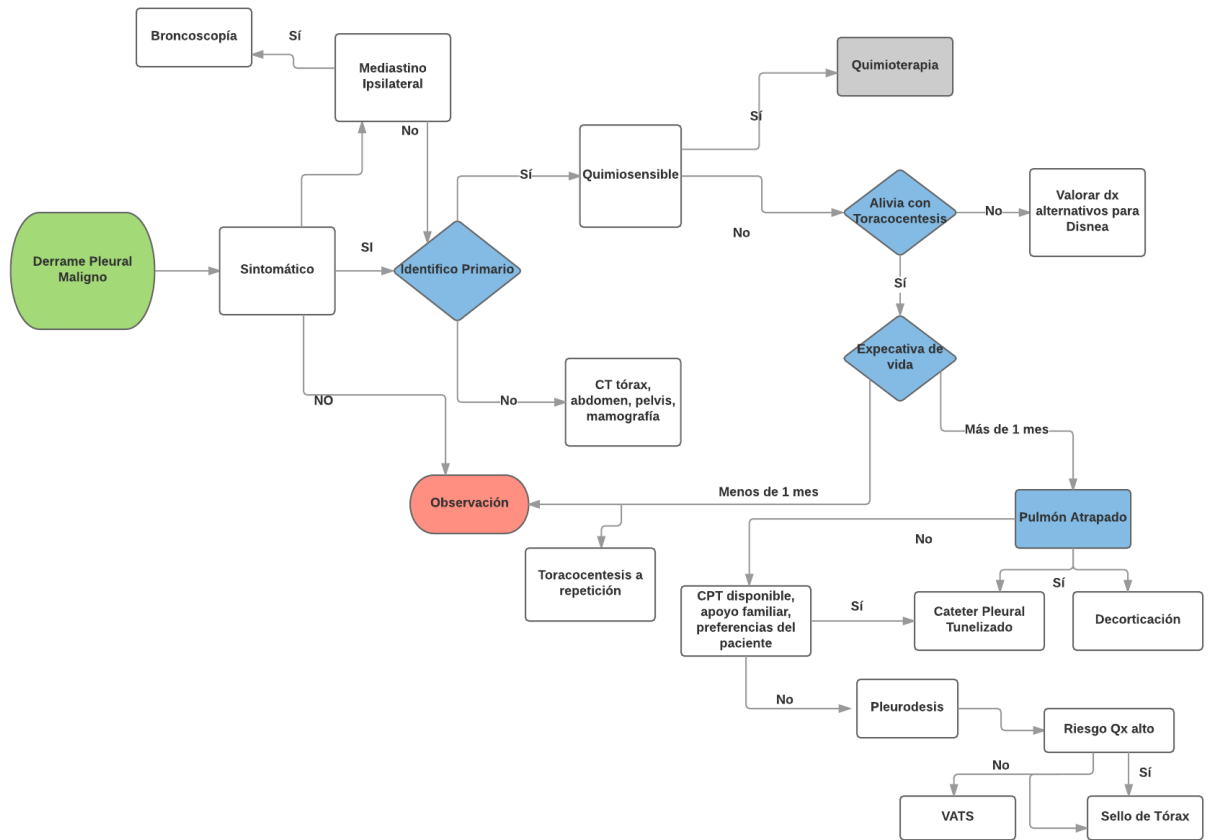 Broncoscopía
Sí
Mediastino
Ipsilateral
No
Quimioterapia
Sí
Sí
Quimiosensible
No
Alivia con
Toracocentesis
No
Valorar dx
alternativos para
Disnea
Derrame Pleural
Maligno
Sintomático
SI
Identifico Primario
Sí
Expecativa de
vida
NO
No
CT tórax,
abdomen, pelvis,
mamografía
Más de 1 mes
Menos de 1 mes
Observación
Pulmón Atrapado
No
Toracocentesis a
repetición
Sí
CPT disponible,
apoyo familiar,
preferencias del
paciente
Sí
Cateter Pleural
Tunelizado
Decorticación
No
Pleurodesis
Riesgo Qx alto
No
Sí
VATS
Sello de Tórax